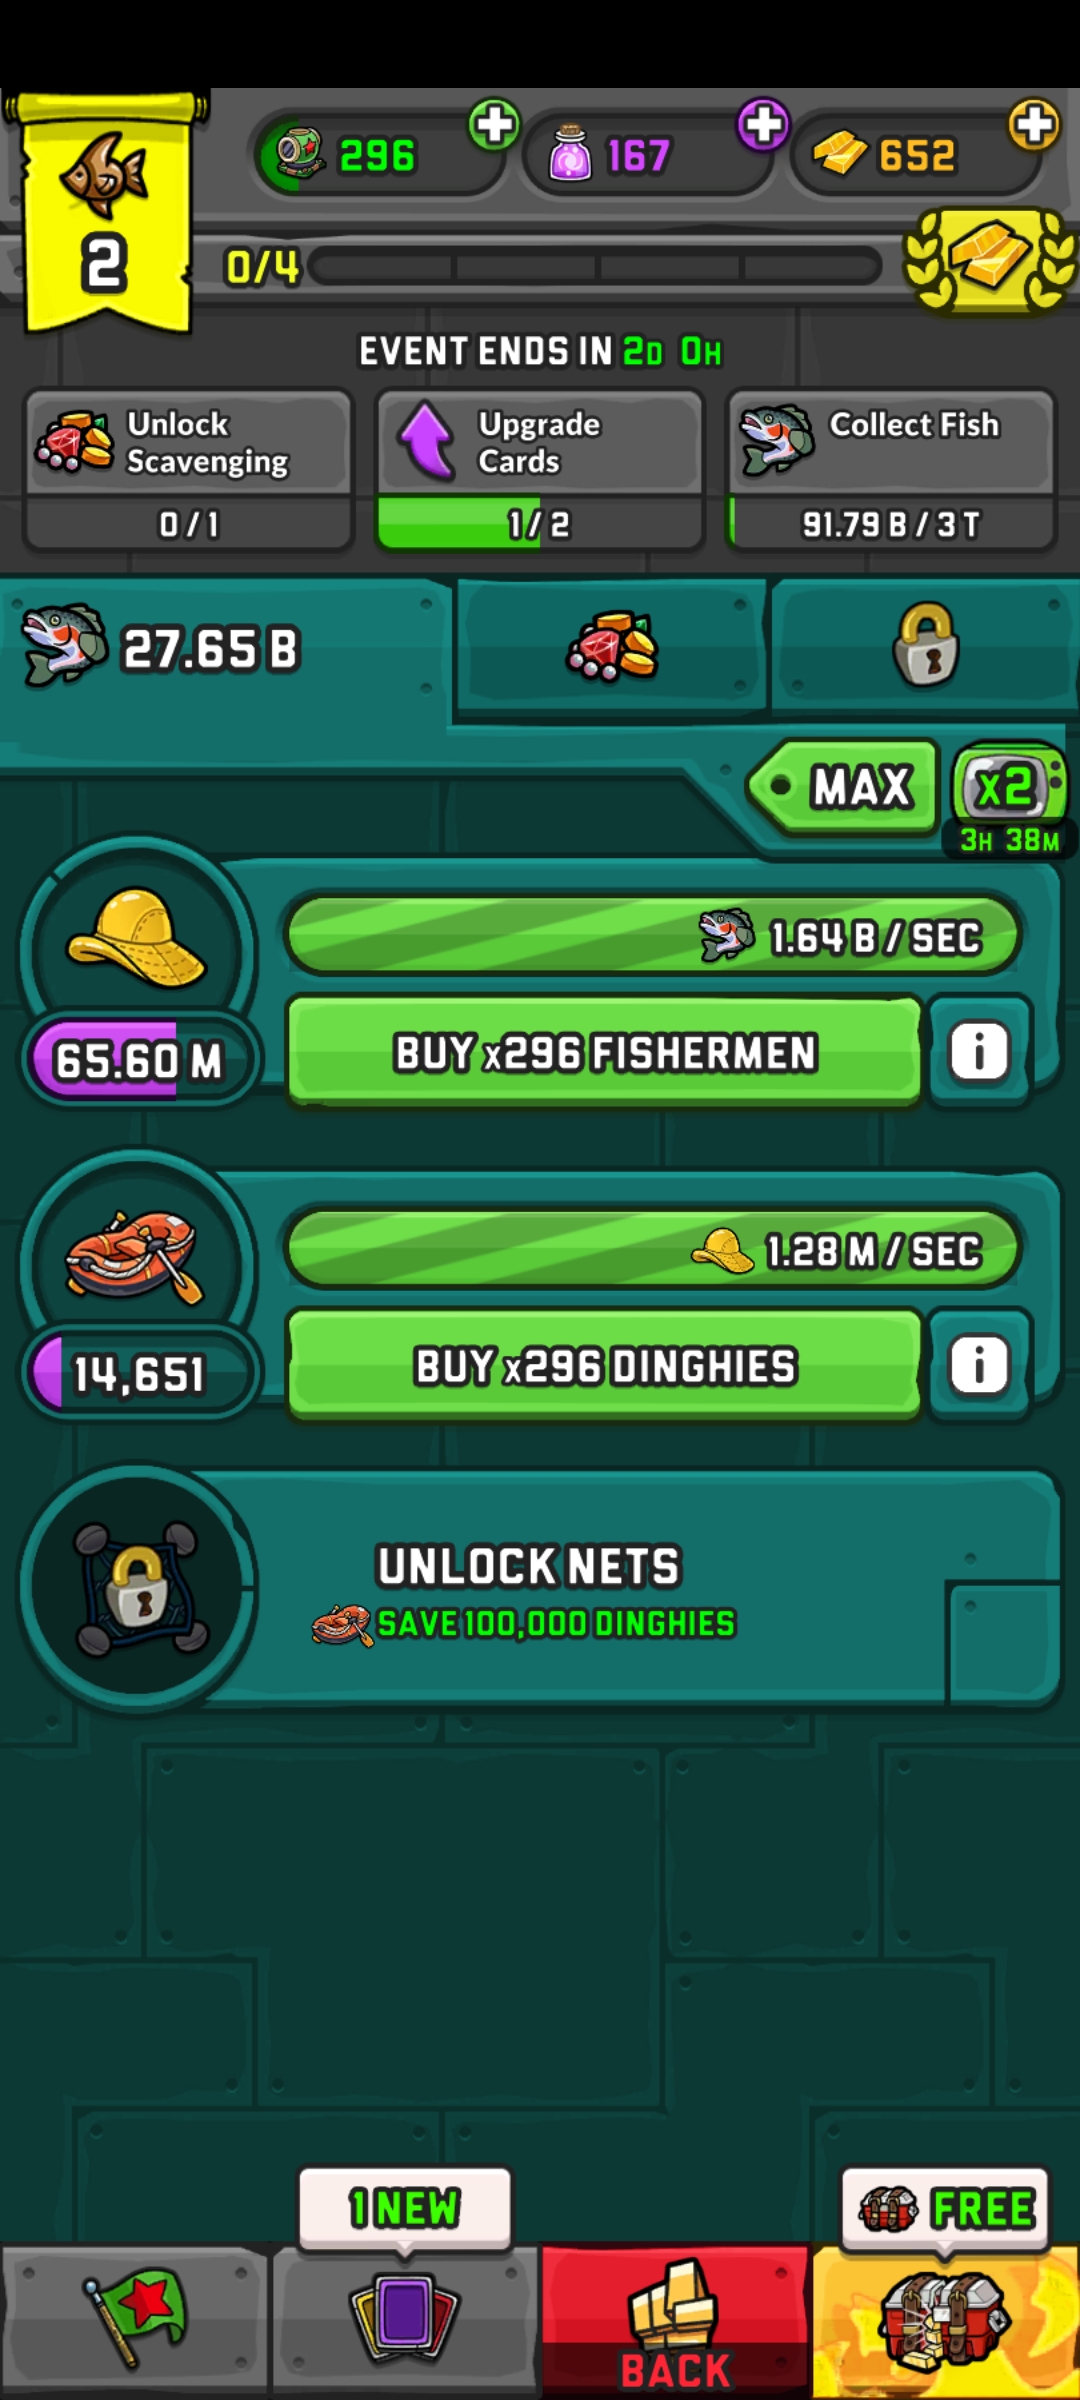 296
167
652
2
0/4
EVENT ENDS IN 2D 0H
Unlock
Scavenging
0 / 1
Upgrade
Cards
1 / 2
Collect Fish
91.79 B / 3 T
27.65 B
MAX
x2
3H 38M
1.64 B / SEC
65.60 M
BUY x296 FISHERMEN
i
1.28 M / SEC
14,651
BUY x296 DINGHIES
i
UNLOCK NETS
SAVE 100,000 DINGHIES
1 NEW
FREE
BACK